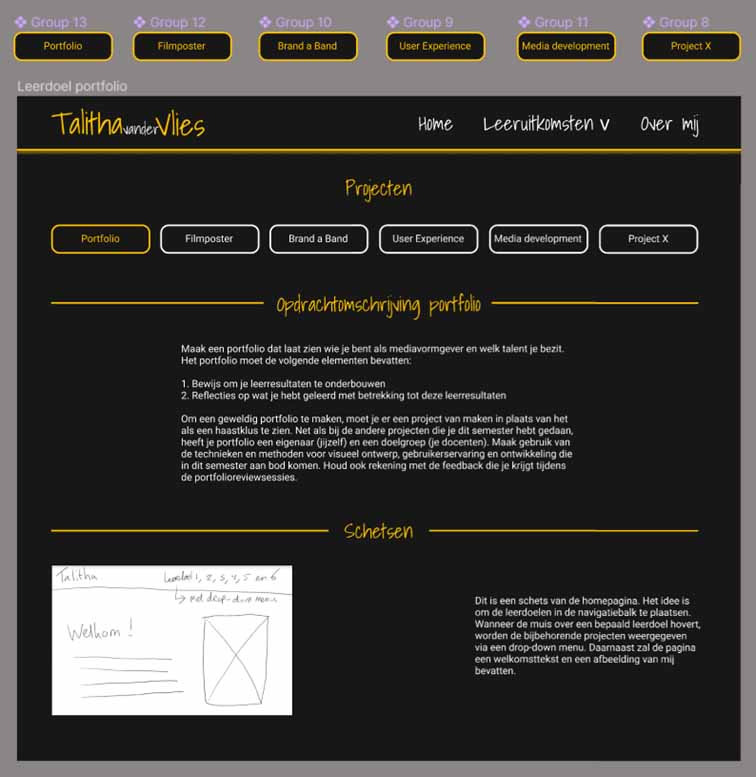 Group 13 Group 12 Group 10 Group 9 Group 11 Group 8
Portfolio Filmposter Brand a Band User Experience Media development Project X
Leerdoel portfolio
TalithavanderVlies Home Leeruitkomsten v Over mij
Projecten
Portfolio Filmposter Brand a Band User Experience Media development Project X
Opdrachtomschrijving portfolio
Maak een portfolio dat laat zien wie je bent als mediavormgever en welk talent je bezit.
Het portfolio moet de volgende elementen bevatten:
1. Bewijs om je leerresultaten te onderbouwen
2. Reflecties op wat je hebt geleerd met betrekking tot deze leerresultaten
Om een geweldig portfolio te maken, moet je er een project van maken in plaats van het
als een haastklus te zien. Net als bij de andere projecten die je dit semester hebt gedaan,
heeft je portfolio een eigenaar (jijzelf) en een doelgroep (je docenten). Maak gebruik van
de technieken en methoden voor visueel ontwerp, gebruikerservaring en ontwikkeling die
in dit semester aan bod komen. Houd ook rekening met de feedback die je krijgt tijdens
de portfolioreviewsessies.
Schetsen
Talitha 1, 2, 3, 4, 5 en 6
met drop-down menu
Welkom!
Dit is een schets van de homepagina. Het idee is
om de leerdoelen in de navigatiebalk te plaatsen.
Wanneer de muis over een bepaald leerdoel hovert,
worden de bijbehorende projecten weergegeven
via een drop-down menu. Daarnaast zal de pagina
een welkomsttekst en een afbeelding van mij
bevatten.